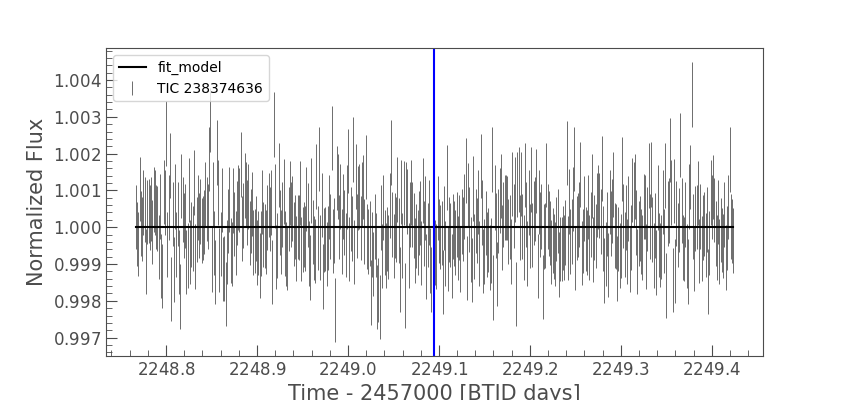 fit_model
TIC 238374636
Normalized Flux
1.004
1.003
1.002
1.001
1.000
0.999
0.998
0.997
2248.8 2248.9 2249.0 2249.1 2249.2 2249.3 2249.4
Time - 2457000 [BTJD days]